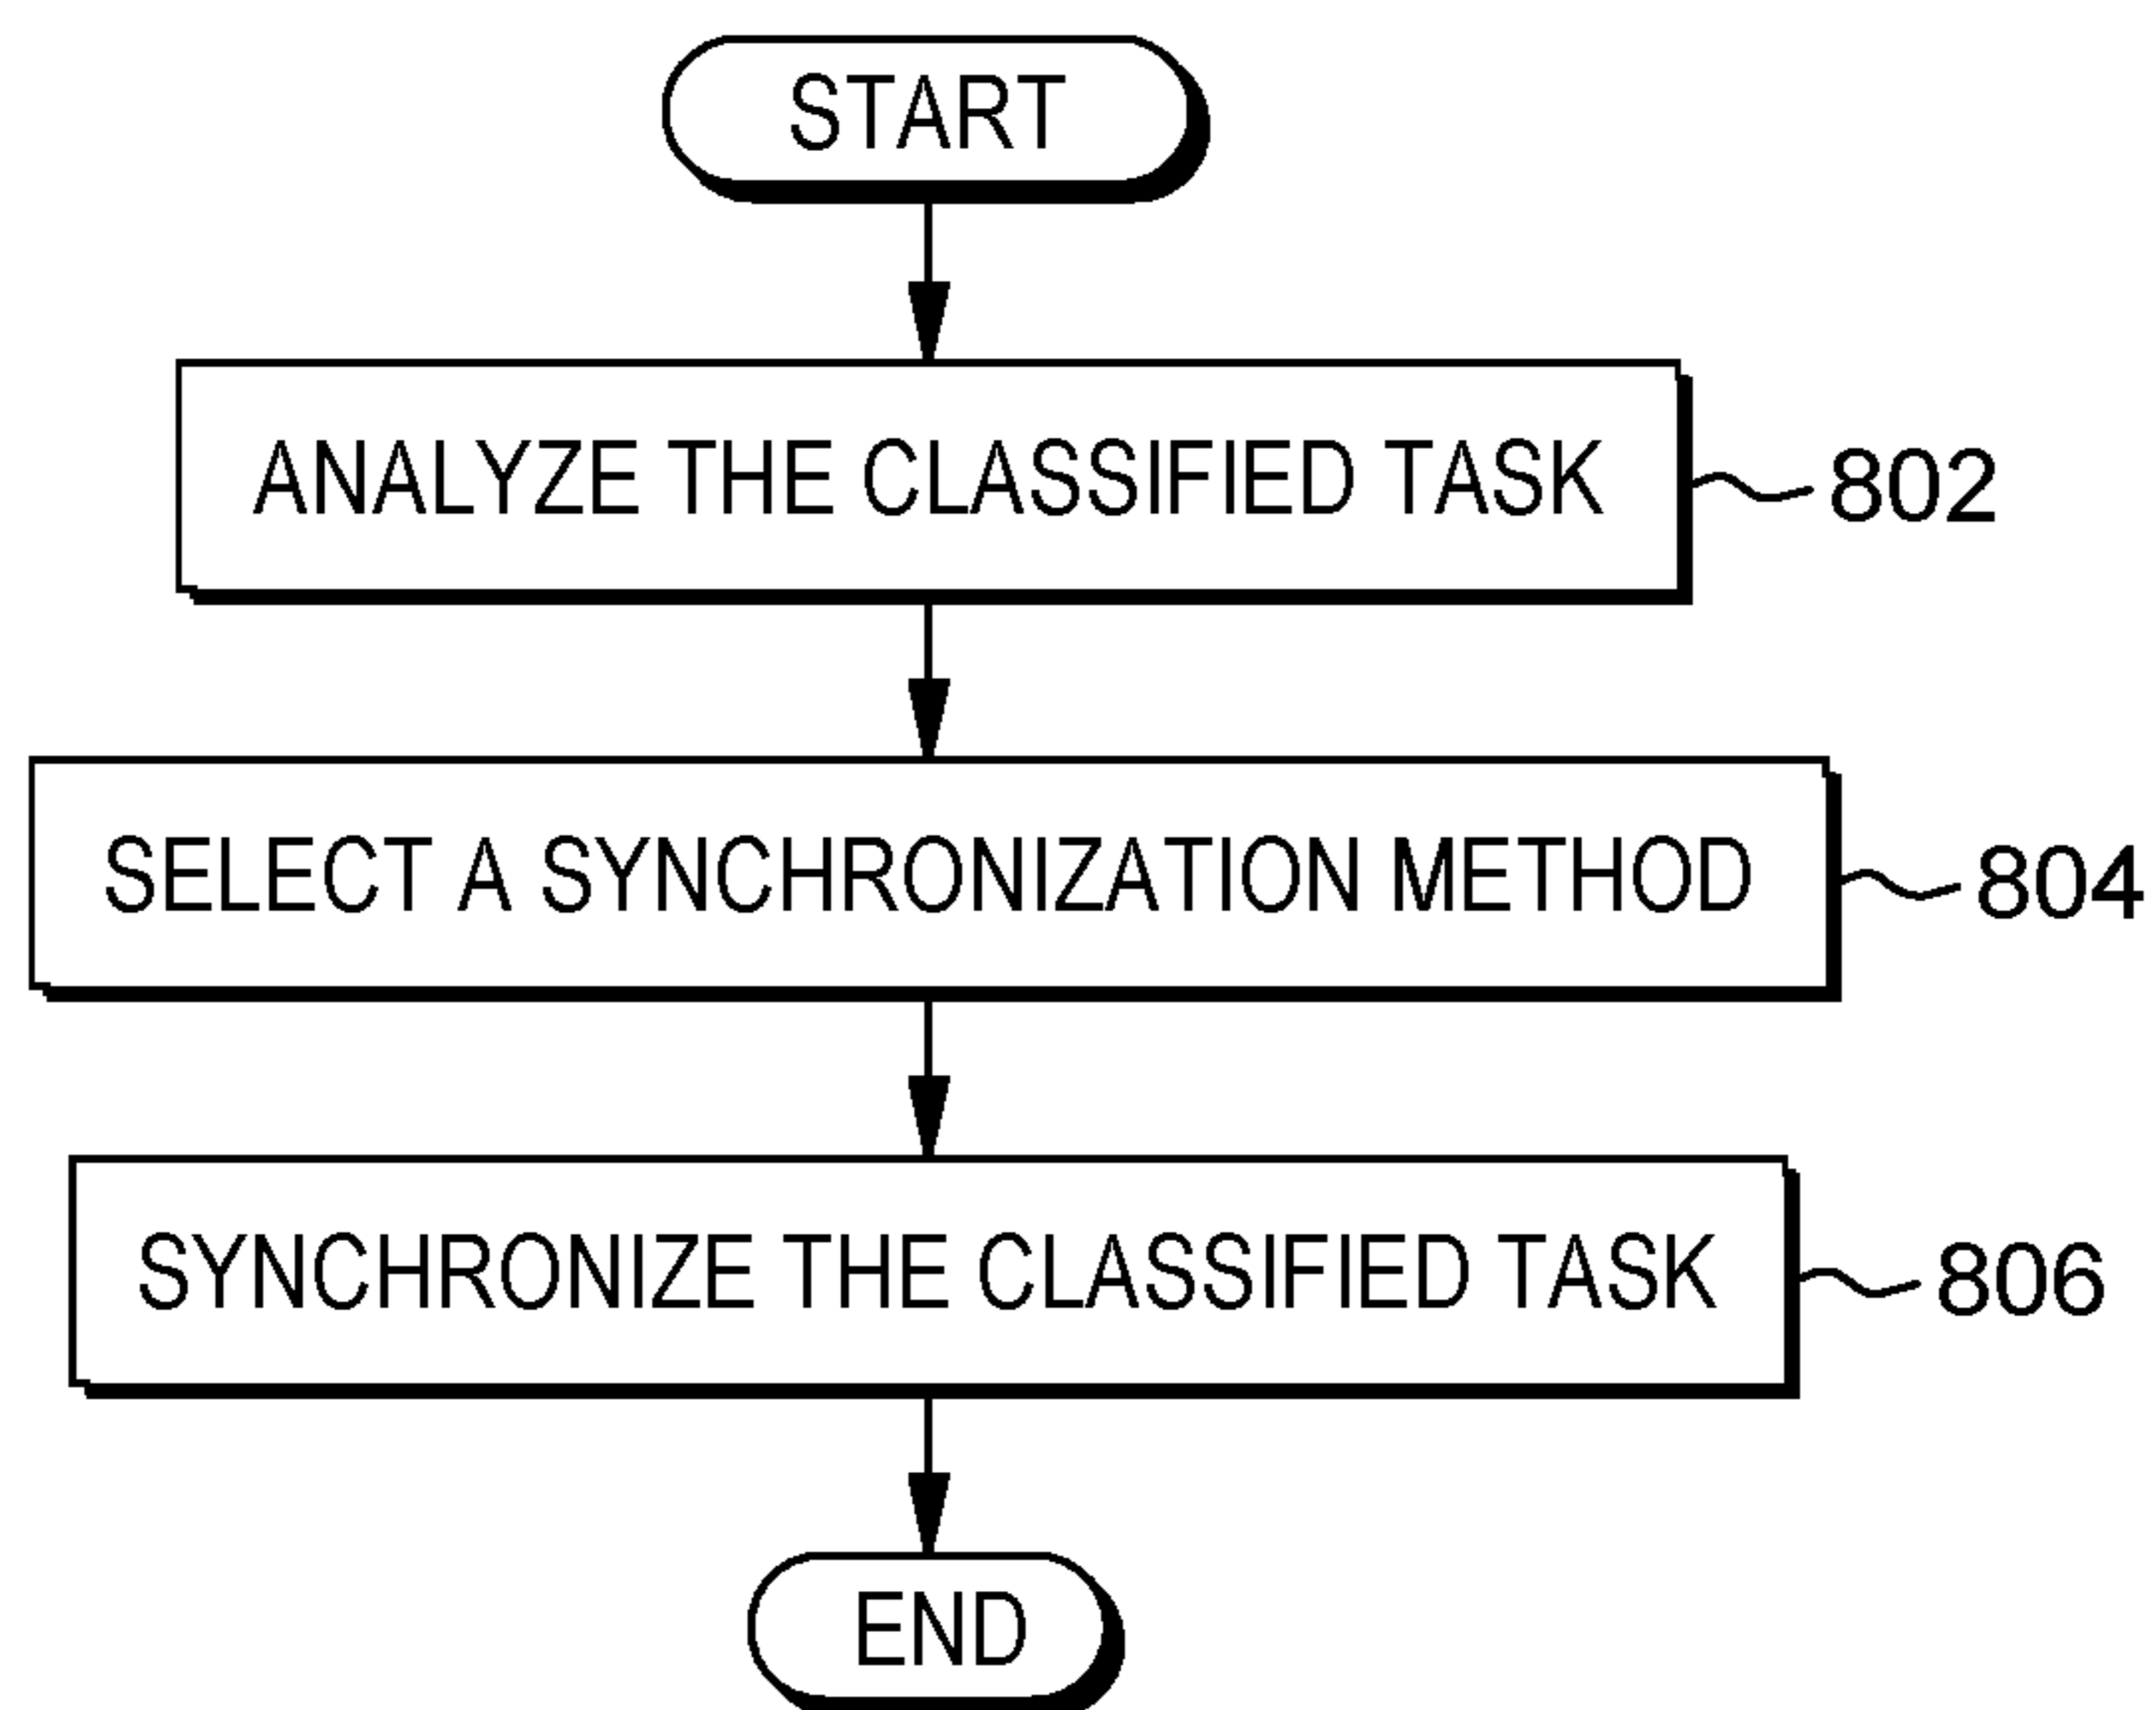 START
ANALYZE THE CLASSIFIED TASK
802
SELECT A SYNCHRONIZATION METHOD
804
SYNCHRONIZE THE CLASSIFIED TASK
806
END